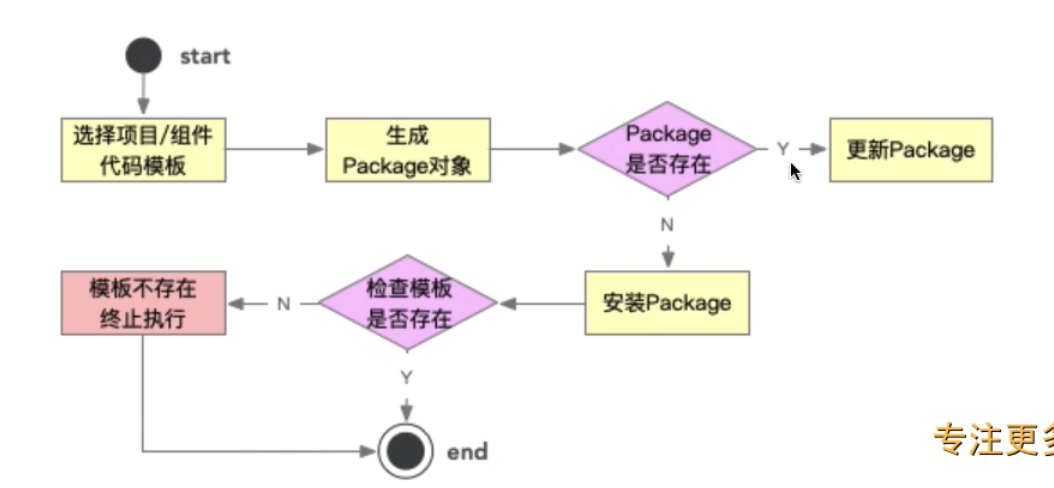 start
选择项目/组件
代码模板
生成
Package对象
Package
是否存在
Y
更新Package
N
模板不存在
终止执行
N
检查模板
是否存在
安装Package
Y
end
专注更多